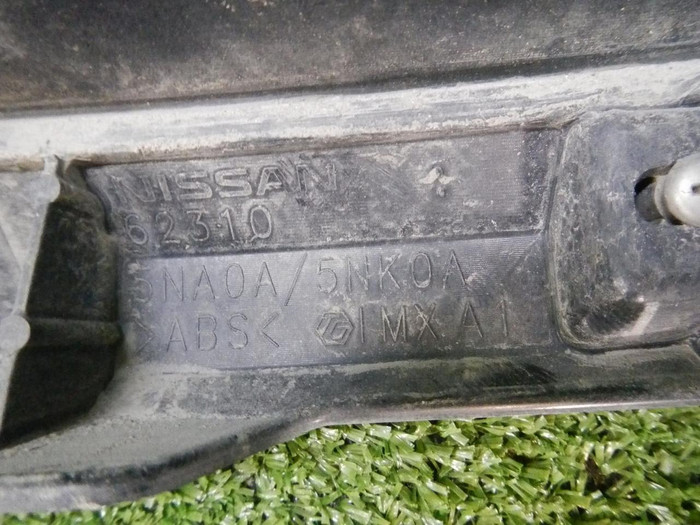 NISSAN
62310
5NA0A/5NK0A
>ABS< IMX A1